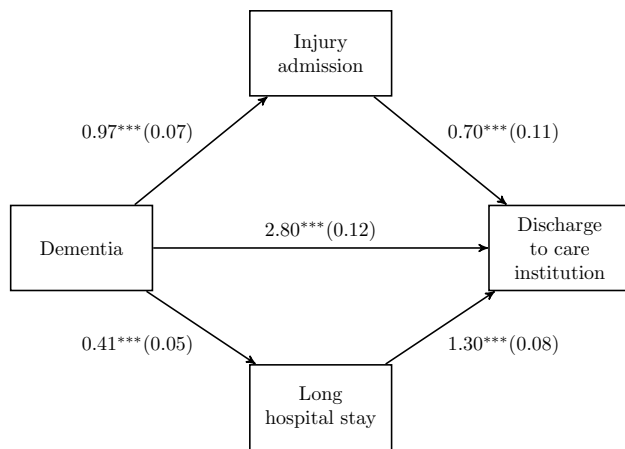 Injury
admission
0.97***(0.07)
0.70***(0.11)
Dementia
2.80***(0.12)
Discharge
to care
institution
0.41***(0.05)
1.30***(0.08)
Long
hospital stay